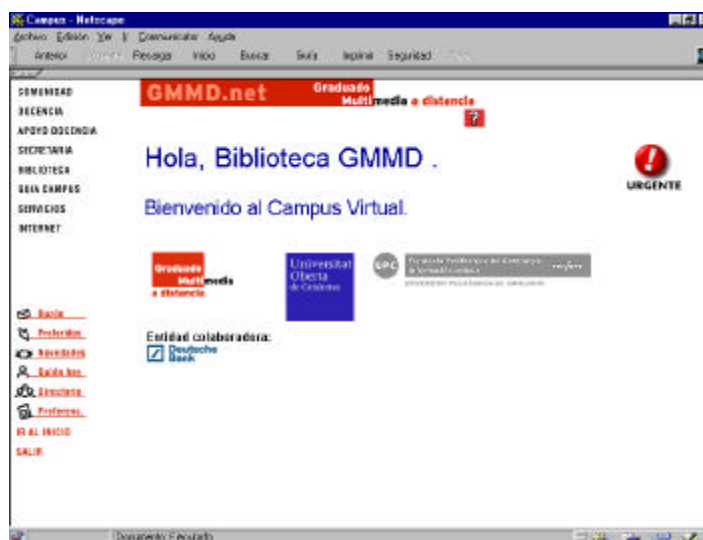 Campus - Netscape
Archivo Edición Ver Ir Communicator Ayuda
Anterior Recarga Inicio Buscar Guía Imprimir Seguridad
COMUNIDAD
DOCENCIA
APOYO DOCENCIA
SECRETARIA
BIBLIOTECA
GUIA CAMPUS
SERVICIOS
INTERNET
GMMD.net
Graduado
Multimedia a distancia
?
Hola, Biblioteca GMMD .
URGENTE
Bienvenido al Campus Virtual.
Graduado
Multimedia
a distancia
Universitat
Oberta
de Catalunya
UPC
Entidad colaboradora:
Deutsche
Bank
Buzón
Preferidos
Novedades
Quién hay
Directorio
Preferenc.
IR AL INICIO
SALIR
Documento: Ejecutado